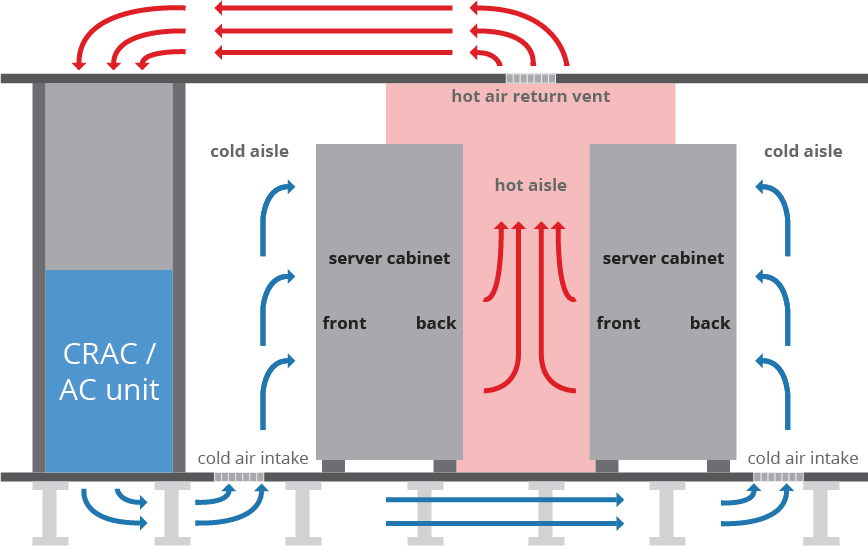 hot air return vent
cold aisle
cold aisle
hot aisle
server cabinet
server cabinet
front back
front back
CRAC /
AC unit
cold air intake
cold air intake